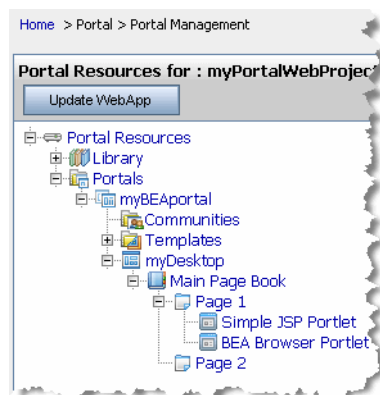 Home > Portal > Portal Management
Portal Resources for : myPortalWebProjec
Update WebApp
Portal Resources
Library
Portals
myBEAportal
Communities
Templates
myDesktop
Main Page Book
Page 1
Simple JSP Portlet
BEA Browser Portlet
Page 2